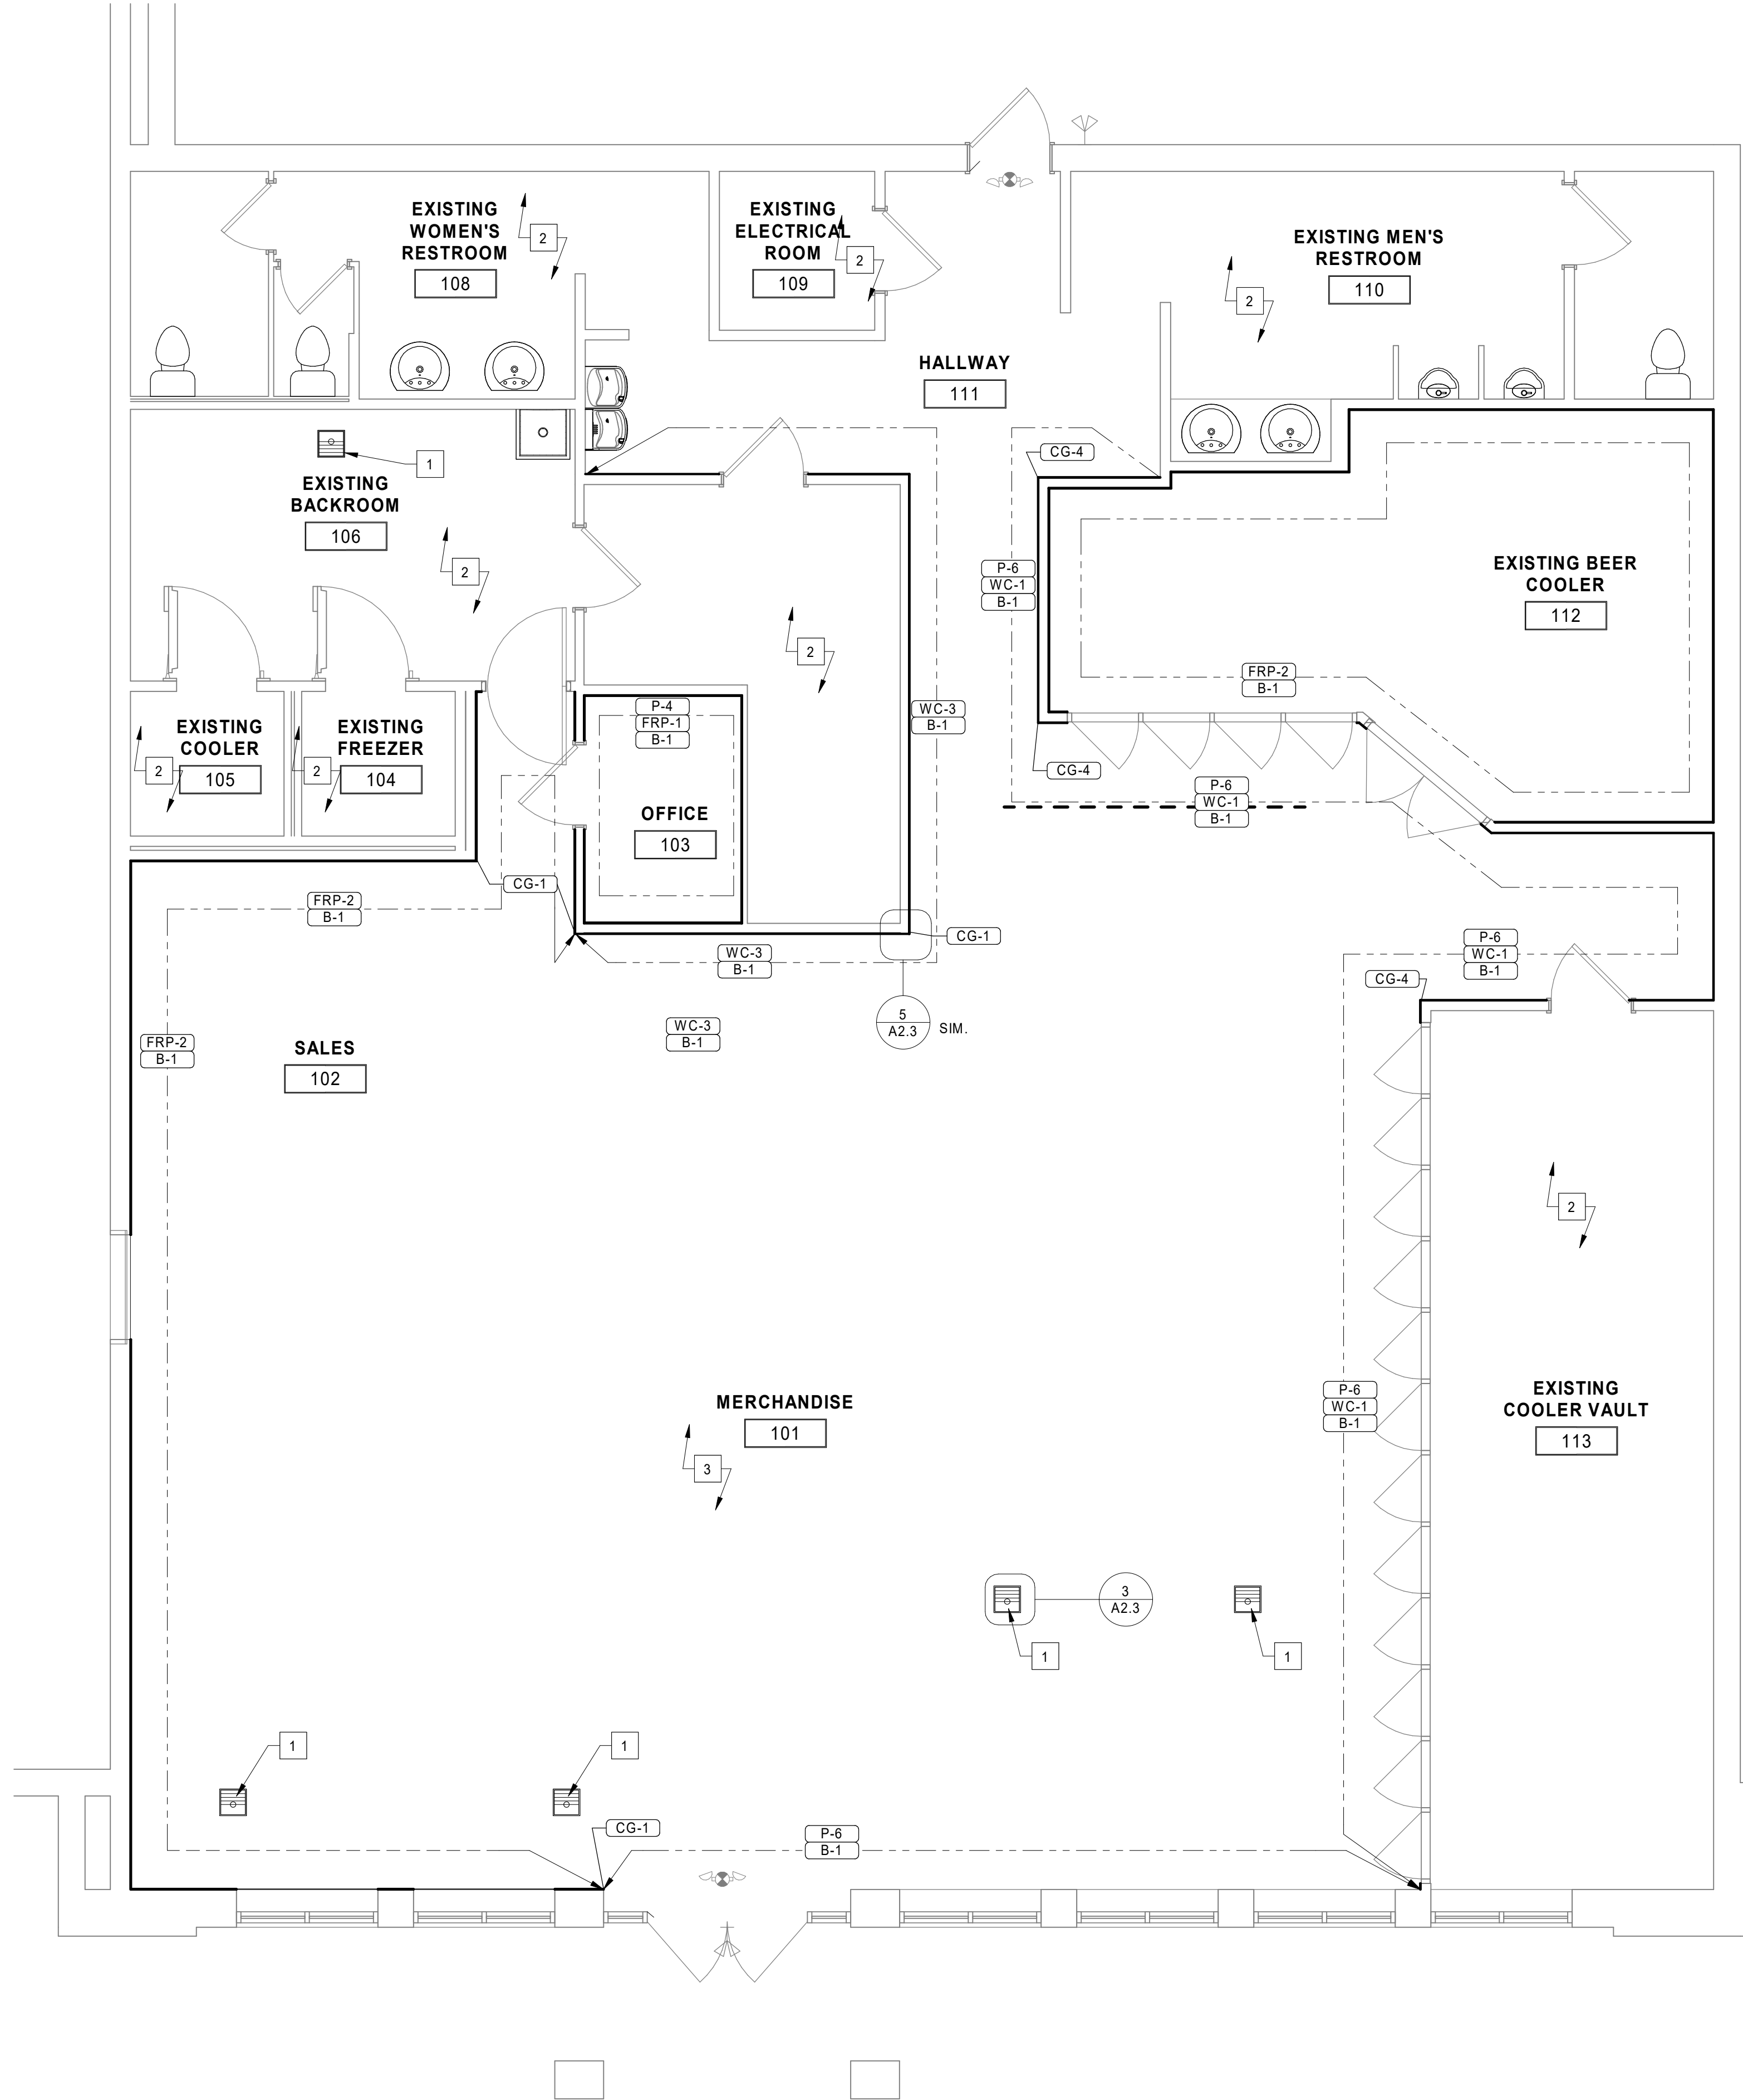 EXISTING
WOMEN'S
RESTROOM
108
2
EXISTING
ELECTRICAL
ROOM
109
2
EXISTING MEN'S
RESTROOM
110
2
HALLWAY
111
1
EXISTING
BACKROOM
106
2
CG-4
P-6
WC-1
B-1
EXISTING BEER
COOLER
112
FRP-2
B-1
2
P-4
FRP-1
B-1
WC-3
B-1
EXISTING
COOLER
105
2
EXISTING
FREEZER
104
2
CG-4
P-6
WC-1
B-1
OFFICE
103
CG-1
FRP-2
B-1
WC-3
B-1
CG-1
P-6
WC-1
B-1
CG-4
5
A2.3
SIM.
WC-3
B-1
FRP-2
B-1
SALES
102
2
MERCHANDISE
101
3
P-6
WC-1
B-1
EXISTING
COOLER VAULT
113
3
A2.3
1
1
1
1
CG-1
P-6
B-1